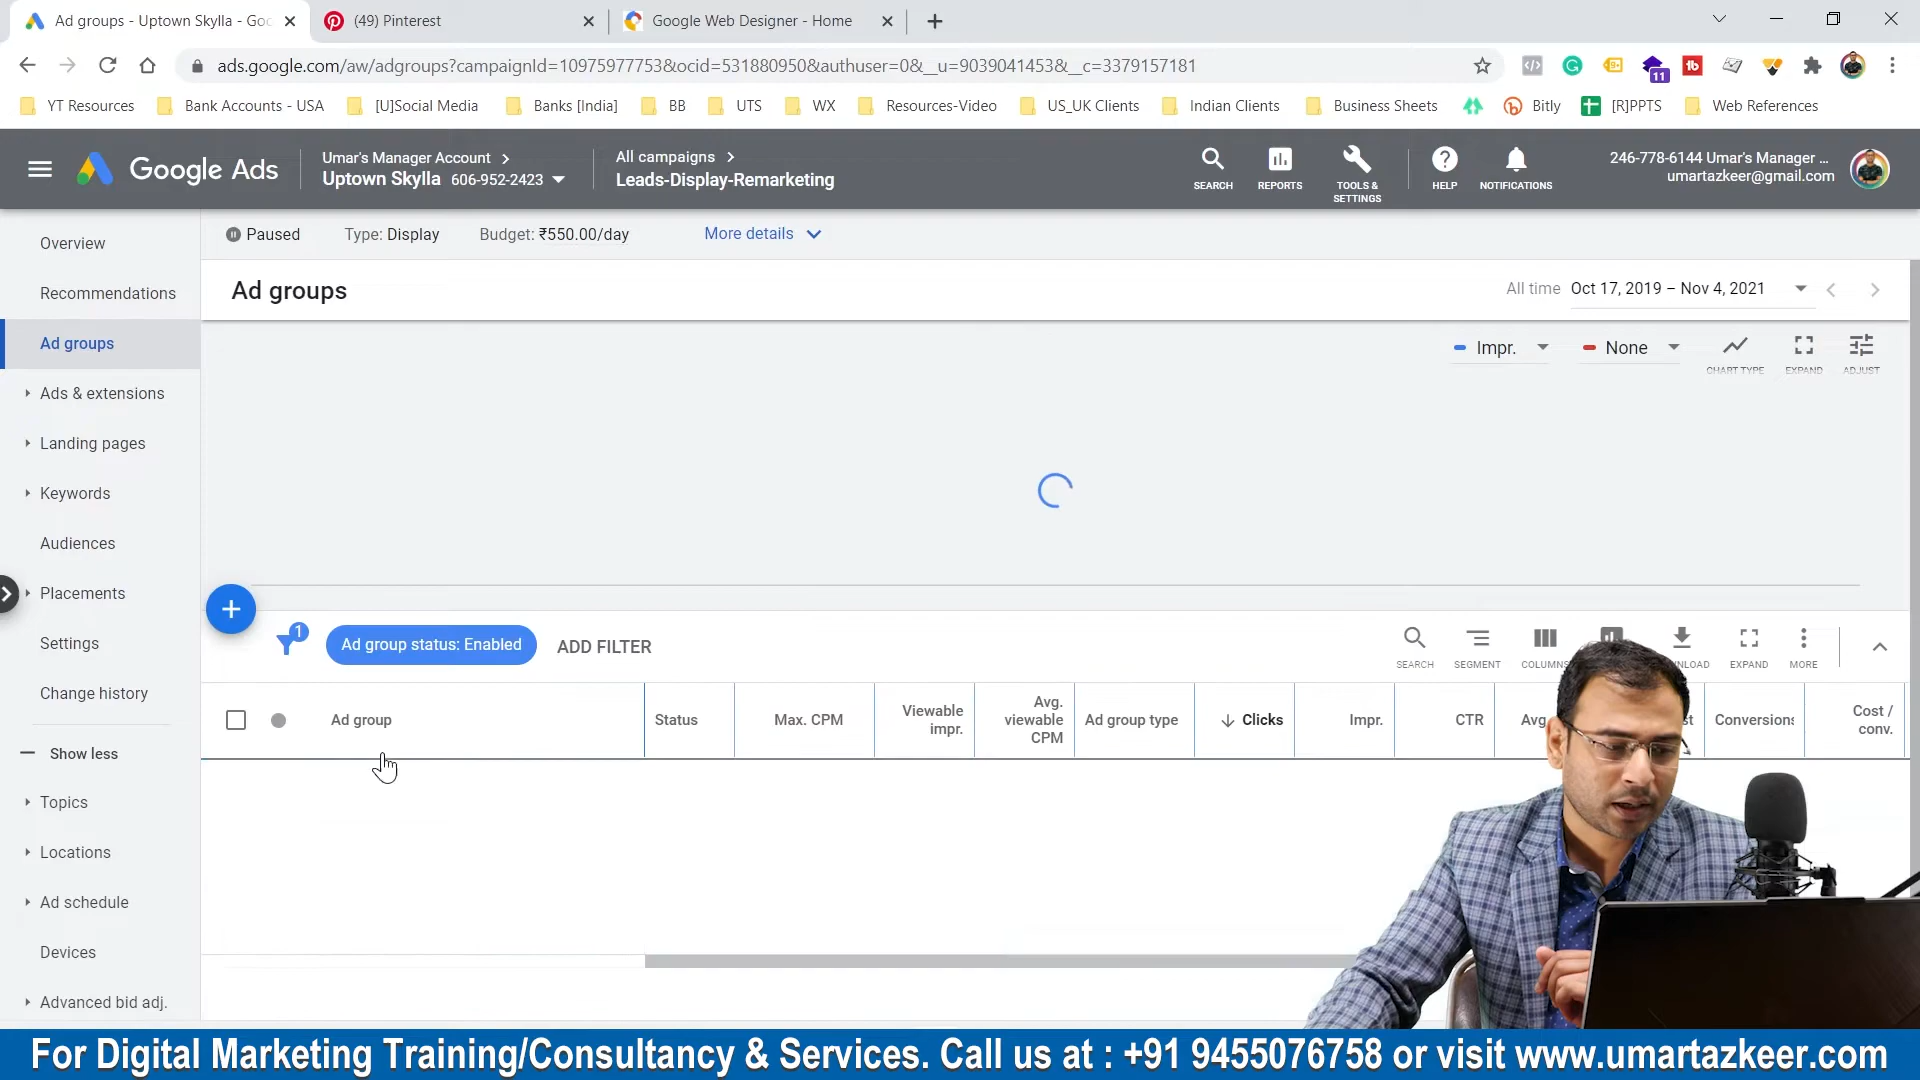 Ad groups - Uptown Skylla - Goo
(49) Pinterest
Google Web Designer - Home
ads.google.com/aw/adgroups?campaignId=10975977753&ocid=531880950&authuser=0&__u=9039041453&__c=3379157181
11
YT Resources
Bank Accounts - USA
[U]Social Media
Banks [India]
BB
UTS
WX
Resources-Video
US_UK Clients
Indian Clients
Business Sheets
Bitly
[R]PPTS
Web References
Google Ads
Umar's Manager Account
Uptown Skylla 606-952-2423
All campaigns
Leads-Display-Remarketing
SEARCH
REPORTS
TOOLS & SETTINGS
HELP
NOTIFICATIONS
246-778-6144 Umar's Manager ...
umartazkeer@gmail.com
Overview
Recommendations
Ad groups
Ads & extensions
Landing pages
Keywords
Audiences
Placements
Settings
Change history
Show less
Topics
Locations
Ad schedule
Devices
Advanced bid adj.
Paused
Type: Display
Budget: ₹550.00/day
More details
Ad groups
All time Oct 17, 2019 – Nov 4, 2021
Impr.
None
CHART TYPE
EXPAND
ADJUST
1
Ad group status: Enabled
ADD FILTER
SEARCH
SEGMENT
COLUMNS
NLOAD
EXPAND
MORE
Ad group
Status
Max. CPM
Viewable impr.
Avg. viewable CPM
Ad group type
Clicks
Impr.
CTR
Avg.
st
Conversions
Cost / conv.
For Digital Marketing Training/Consultancy & Services. Call us at : +91 9455076758 or visit www.umartazkeer.com